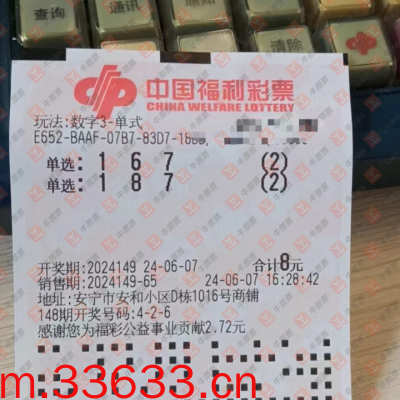 查询
通讯
清除
中国福利彩票
CHINA WELFARE LOTTERY
玩法:数字3-单式
E652-BAAF-07B7-83D7-
单选: 1 6 7 (2)
单选: 1 8 7 (2)
开奖期:2024149 24-06-07 合计8元
销售期:2024149-65 24-06-07 16:28:42
地址:安宁市安和小区D栋1016号商铺
148期开奖号码:4-2-6
感谢您为福彩公益事业贡献2.72元
m.33633.cn